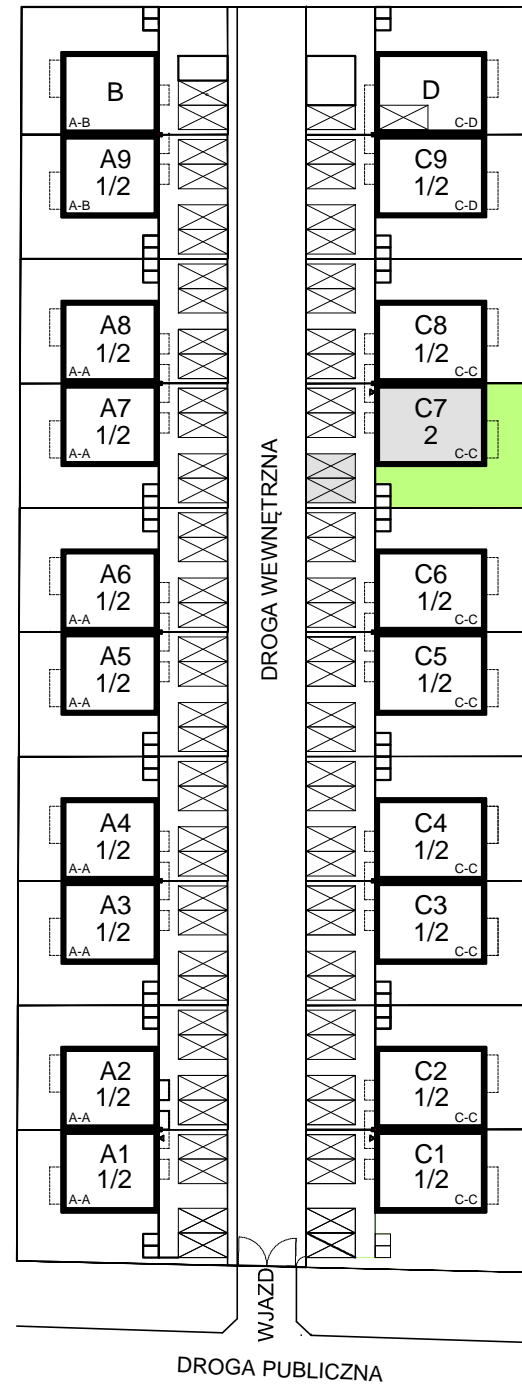 B
A-B
D
C-D
A9
1/2
A-B
C9
1/2
C-D
A8
1/2
A-A
C8
1/2
C-C
A7
1/2
A-A
C7
2
C-C
DROGA WEWNĘTRZNA
A6
1/2
A-A
C6
1/2
C-C
A5
1/2
A-A
C5
1/2
C-C
A4
1/2
A-A
C4
1/2
C-C
A3
1/2
A-A
C3
1/2
C-C
A2
1/2
A-A
C2
1/2
C-C
A1
1/2
A-A
C1
1/2
C-C
WJAZD
DROGA PUBLICZNA